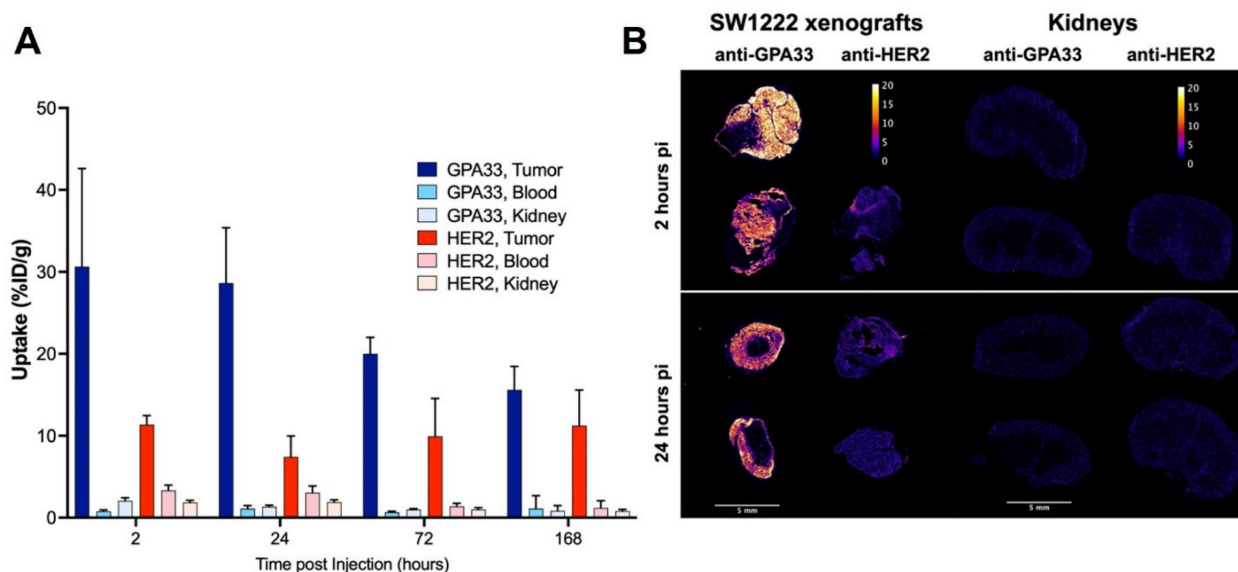 A
Uptake (%ID/g)
50
40
30
20
10
0
GPA33, Tumor
GPA33, Blood
GPA33, Kidney
HER2, Tumor
HER2, Blood
HER2, Kidney
2 24 72 168
Time post Injection (hours)
B
SW1222 xenografts Kidneys
anti-GPA33 anti-HER2 anti-GPA33 anti-HER2
2 hours pi
20
15
10
5
0
20
15
10
5
0
24 hours pi
5 mm
5 mm